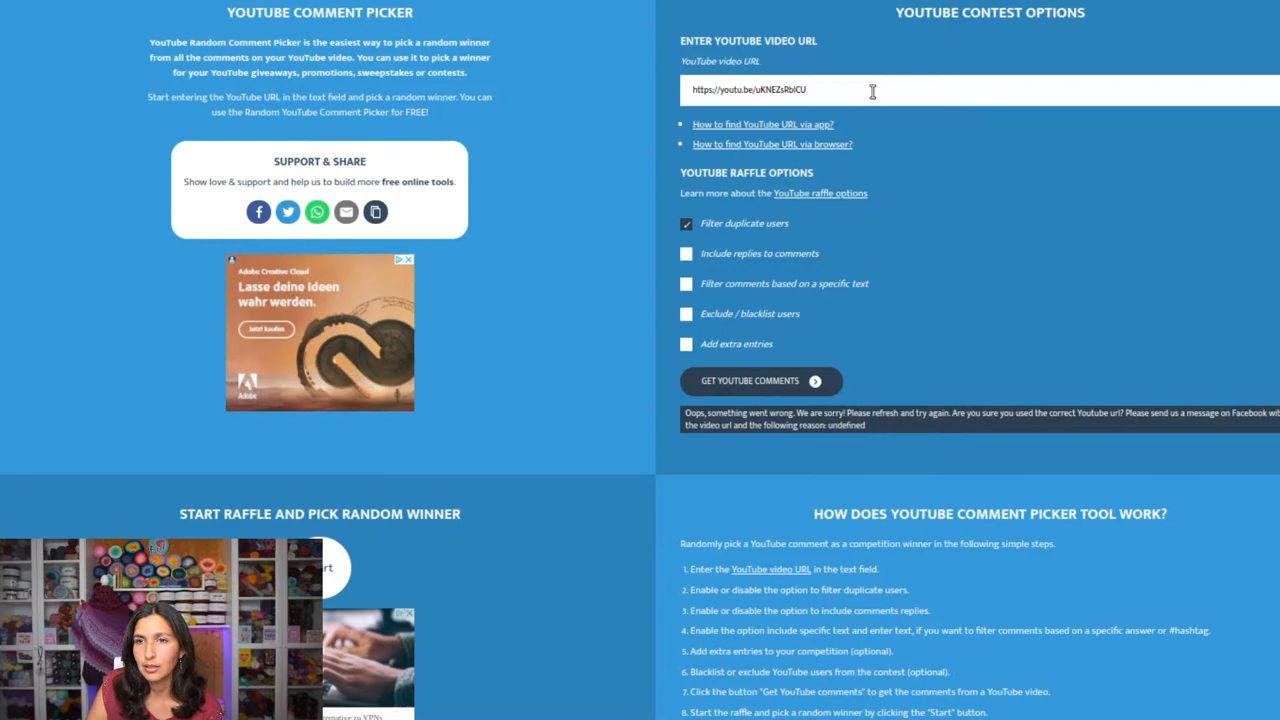 YOUTUBE COMMENT PICKER
YouTube Random Comment Picker is the easiest way to pick a random winner
from all the comments on your YouTube video. You can use it to pick a winner
for your YouTube giveaways, promotions, sweepstakes or contests.
Start entering the YouTube URL in the text field and pick a random winner. You can
use the Random YouTube Comment Picker for FREE!
SUPPORT & SHARE
Show love & support and help us to build more free online tools.
Adobe Creative Cloud
Lasse deine Ideen
wahr werden.
Jetzt kaufen
Adobe
YOUTUBE CONTEST OPTIONS
ENTER YOUTUBE VIDEO URL
YouTube video URL
https://youtu.be/uKNEZsRbICU
How to find YouTube URL via app?
How to find YouTube URL via browser?
YOUTUBE RAFFLE OPTIONS
Learn more about the YouTube raffle options
Filter duplicate users
Include replies to comments
Filter comments based on a specific text
Exclude / blacklist users
Add extra entries
GET YOUTUBE COMMENTS
Oops, something went wrong. We are sorry! Please refresh and try again. Are you sure you used the correct Youtube url? Please send us a message on Facebook wit
the video url and the following reason: undefined
START RAFFLE AND PICK RANDOM WINNER
rt
ernative zu VPNs
HOW DOES YOUTUBE COMMENT PICKER TOOL WORK?
Randomly pick a YouTube comment as a competition winner in the following simple steps.
1. Enter the YouTube video URL in the text field.
2. Enable or disable the option to filter duplicate users.
3. Enable or disable the option to include comments replies.
4. Enable the option include specific text and enter text, if you want to filter comments based on a specific answer or #hashtag.
5. Add extra entries to your competition (optional).
6. Blacklist or exclude YouTube users from the contest (optional).
7. Click the button "Get YouTube comments" to get the comments from a YouTube video.
8. Start the raffle and pick a random winner by clicking the "Start" button.